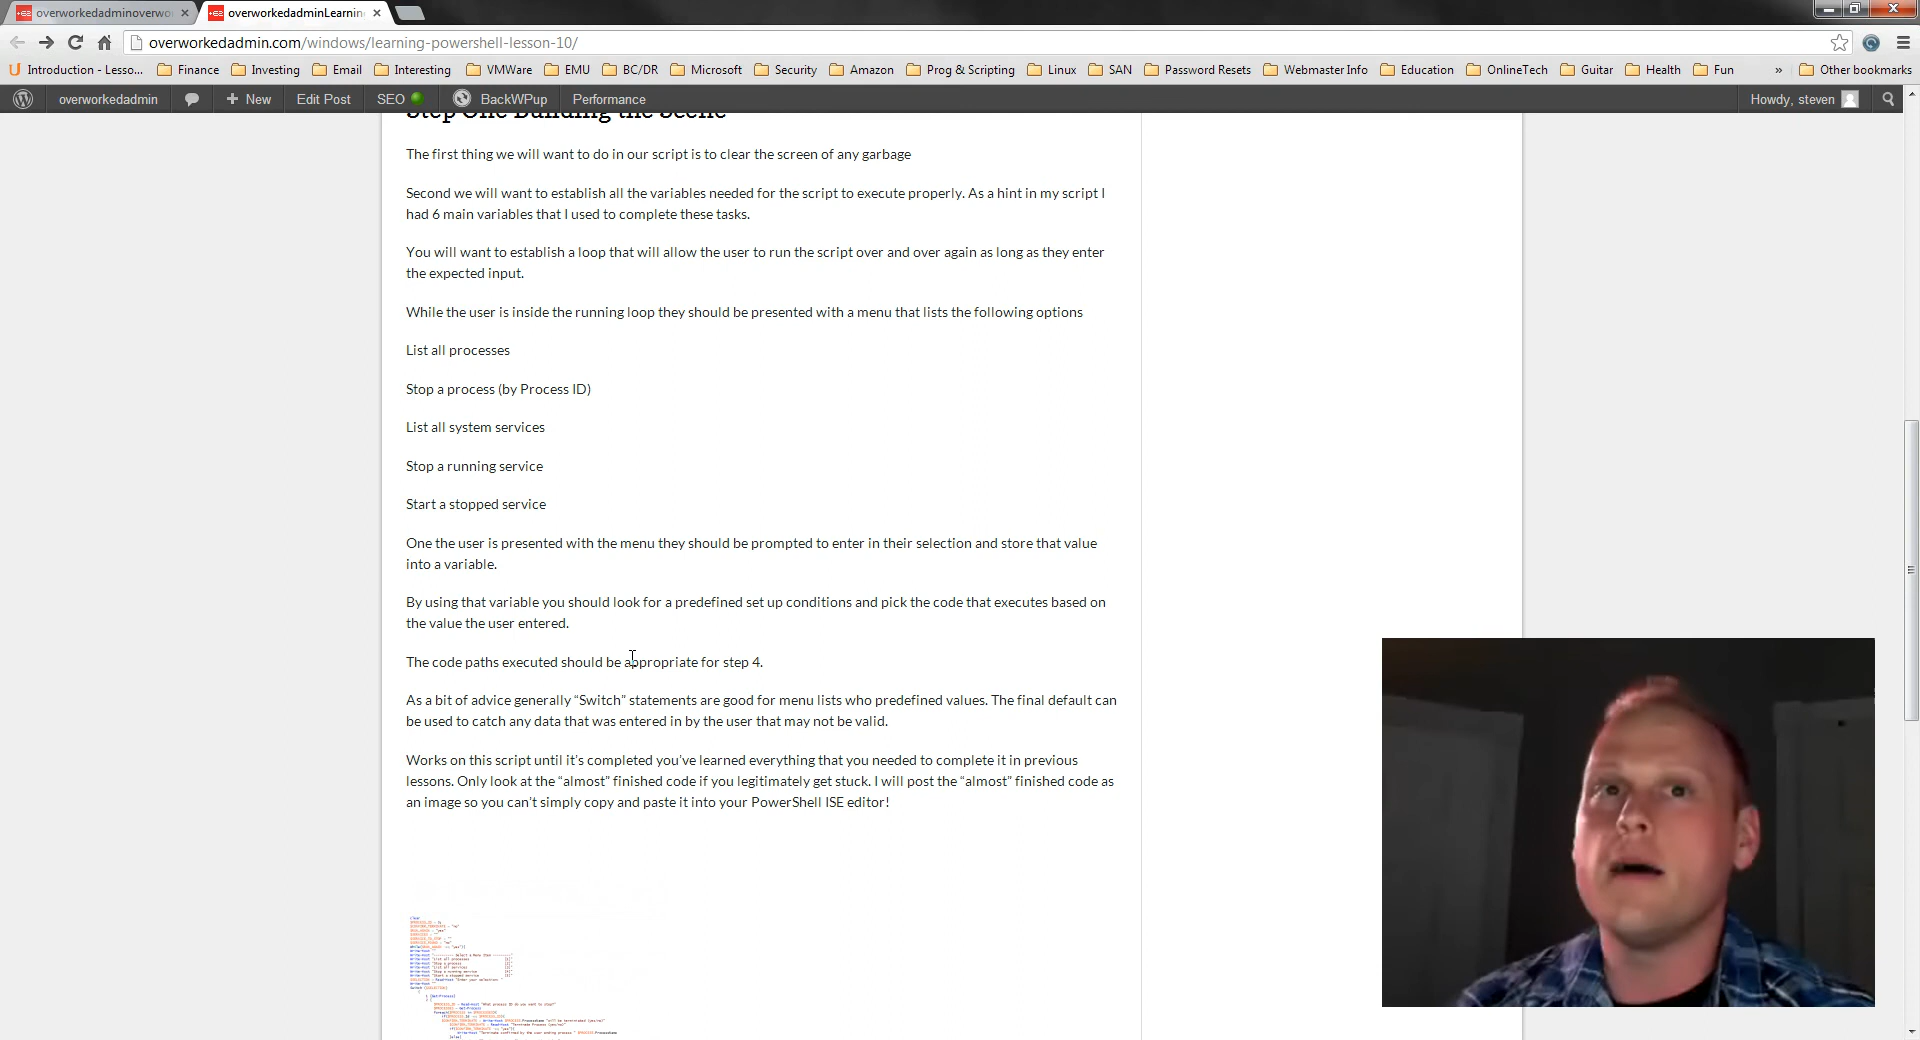 overworkedadminoverwo
overworkedadminLearning
overworkedadmin.com/windows/learning-powershell-lesson-10/
Introduction - Lesso... Finance Investing Email Interesting VMWare EMU BC/DR Microsoft Security Amazon Prog & Scripting Linux SAN Password Resets Webmaster Info Education OnlineTech Guitar Health Fun » Other bookmarks
overworkedadmin + New Edit Post SEO BackWPup Performance Howdy, steven
Step One Building the Scene
The first thing we will want to do in our script is to clear the screen of any garbage
Second we will want to establish all the variables needed for the script to execute properly. As a hint in my script I
had 6 main variables that I used to complete these tasks.
You will want to establish a loop that will allow the user to run the script over and over again as long as they enter
the expected input.
While the user is inside the running loop they should be presented with a menu that lists the following options
List all processes
Stop a process (by Process ID)
List all system services
Stop a running service
Start a stopped service
One the user is presented with the menu they should be prompted to enter in their selection and store that value
into a variable.
By using that variable you should look for a predefined set up conditions and pick the code that executes based on
the value the user entered.
The code paths executed should be appropriate for step 4.
As a bit of advice generally “Switch” statements are good for menu lists who predefined values. The final default can
be used to catch any data that was entered in by the user that may not be valid.
Works on this script until it’s completed you’ve learned everything that you needed to complete it in previous
lessons. Only look at the “almost” finished code if you legitimately get stuck. I will post the “almost” finished code as
an image so you can’t simply copy and paste it into your PowerShell ISE editor!